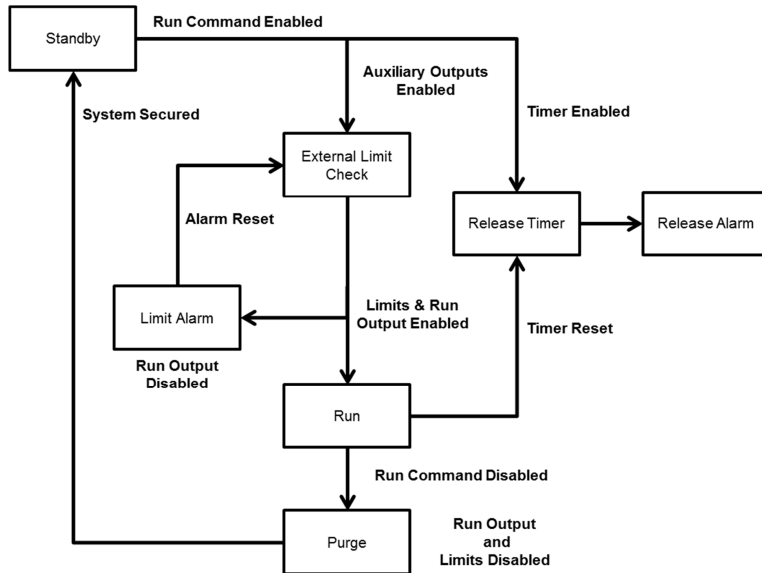 Run Command Enabled
Standby
Auxiliary Outputs
Enabled
System Secured
Timer Enabled
External Limit
Check
Alarm Reset
Release Timer
Release Alarm
Limit Alarm
Limits & Run
Output Enabled
Timer Reset
Run Output
Disabled
Run
Run Command Disabled
Purge
Run Output
and
Limits Disabled